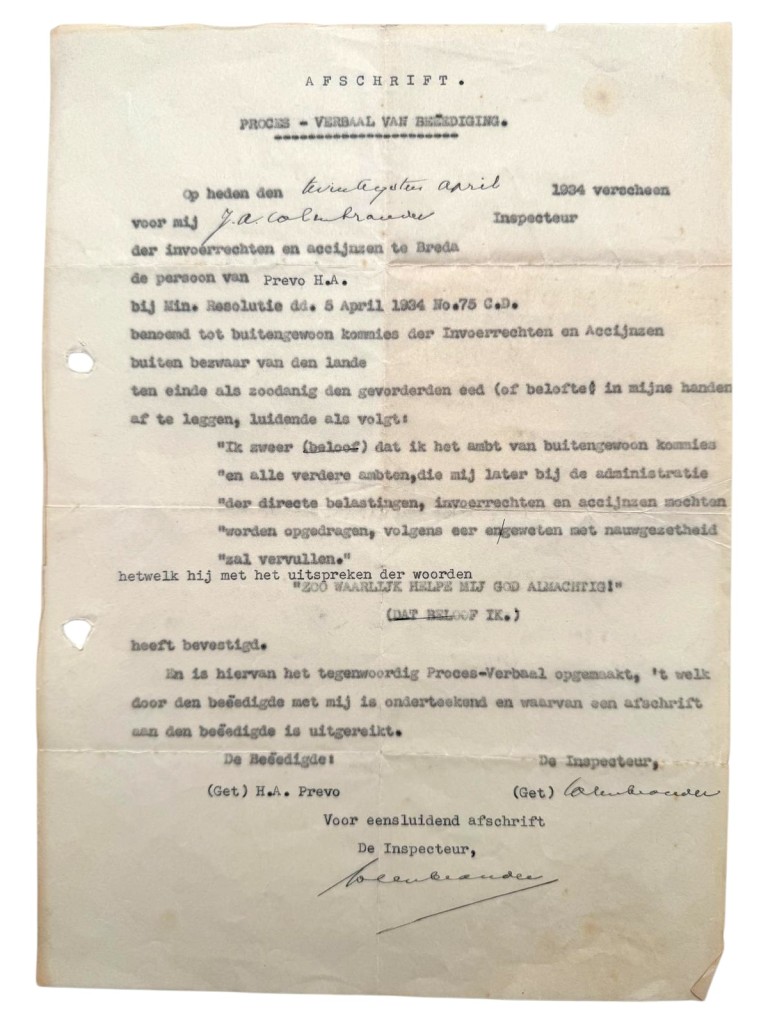 AFSCHRIFT.
PROCES - VERBAAL VAN BEËEDIGING.
Op heden den twintigsten april 1934 verscheen
voor mij J.A. Colenbrander Inspecteur
der invoerrechten en accijnzen te Breda
de persoon van Prevo H.A.
bij Min. Resolutie dd. 5 April 1934 No.75 C.D.
benoemd tot buitengewoon kommies der Invoerrechten en Accijnzen
buiten bezwaar van den lande
ten einde als zoodanig den gevorderden eed (of belofte) in mijne handen
af te leggen, luidende als volgt:
"Ik zweer (beloof) dat ik het ambt van buitengewoon kommies
"en alle verdere ambten,die mij later bij de administratie
"der directe belastingen, invoerrechten en accijnzen mochten
"worden opgedragen, volgens eer en/geweten met nauwgezetheid
"zal vervullen."
hetwelk hij met het uitspreken der woorden
"ZOO WAARLIJK HELPE MIJ GOD ALMACHTIG!"
(DAT BELOOF IK.)
heeft bevestigd.
En is hiervan het tegenwoordig Proces-Verbaal opgemaakt, 't welk
door den beëedigde met mij is onderteekend en waarvan een afschrift
aan den beëedigde is uitgereikt.
De Beëedigde: De Inspecteur,
(Get) H.A. Prevo (Get) Colenbrander
Voor eensluidend afschrift
De Inspecteur,
Colenbrander